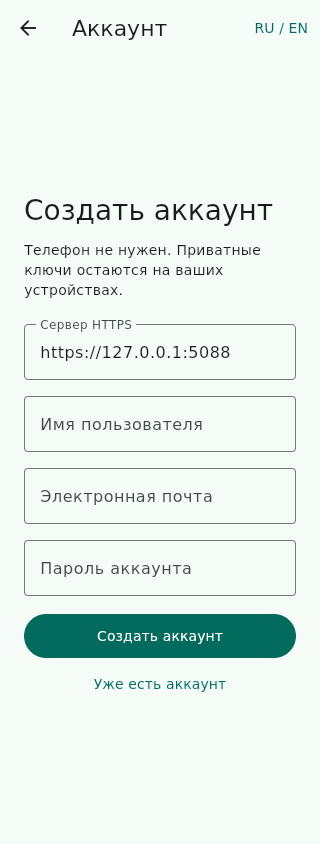 Аккаунт
RU / EN
Создать аккаунт
Телефон не нужен. Приватные
ключи остаются на ваших
устройствах.
Сервер HTTPS
https://127.0.0.1:5088
Имя пользователя
Электронная почта
Пароль аккаунта
Создать аккаунт
Уже есть аккаунт